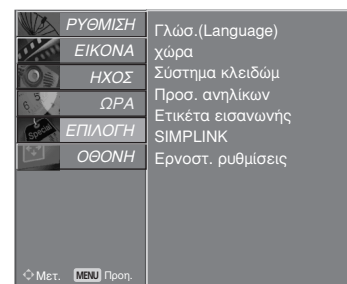 ΡΥΘΜΙΣΗ
ΕΙΚΟΝΑ
ΗΧΟΣ
ΩΡΑ
ΕΠΙΛΟΓΗ
ΟΘΟΝΗ
Γλώσ.(Language)
χώρα
Σύστημα κλειδώμ
Προσ. ανηλίκων
Ετικέτα εισανωνής
SIMPLINK
Ερνοστ. ρυθμίσεις
Μετ. MENU Προη.